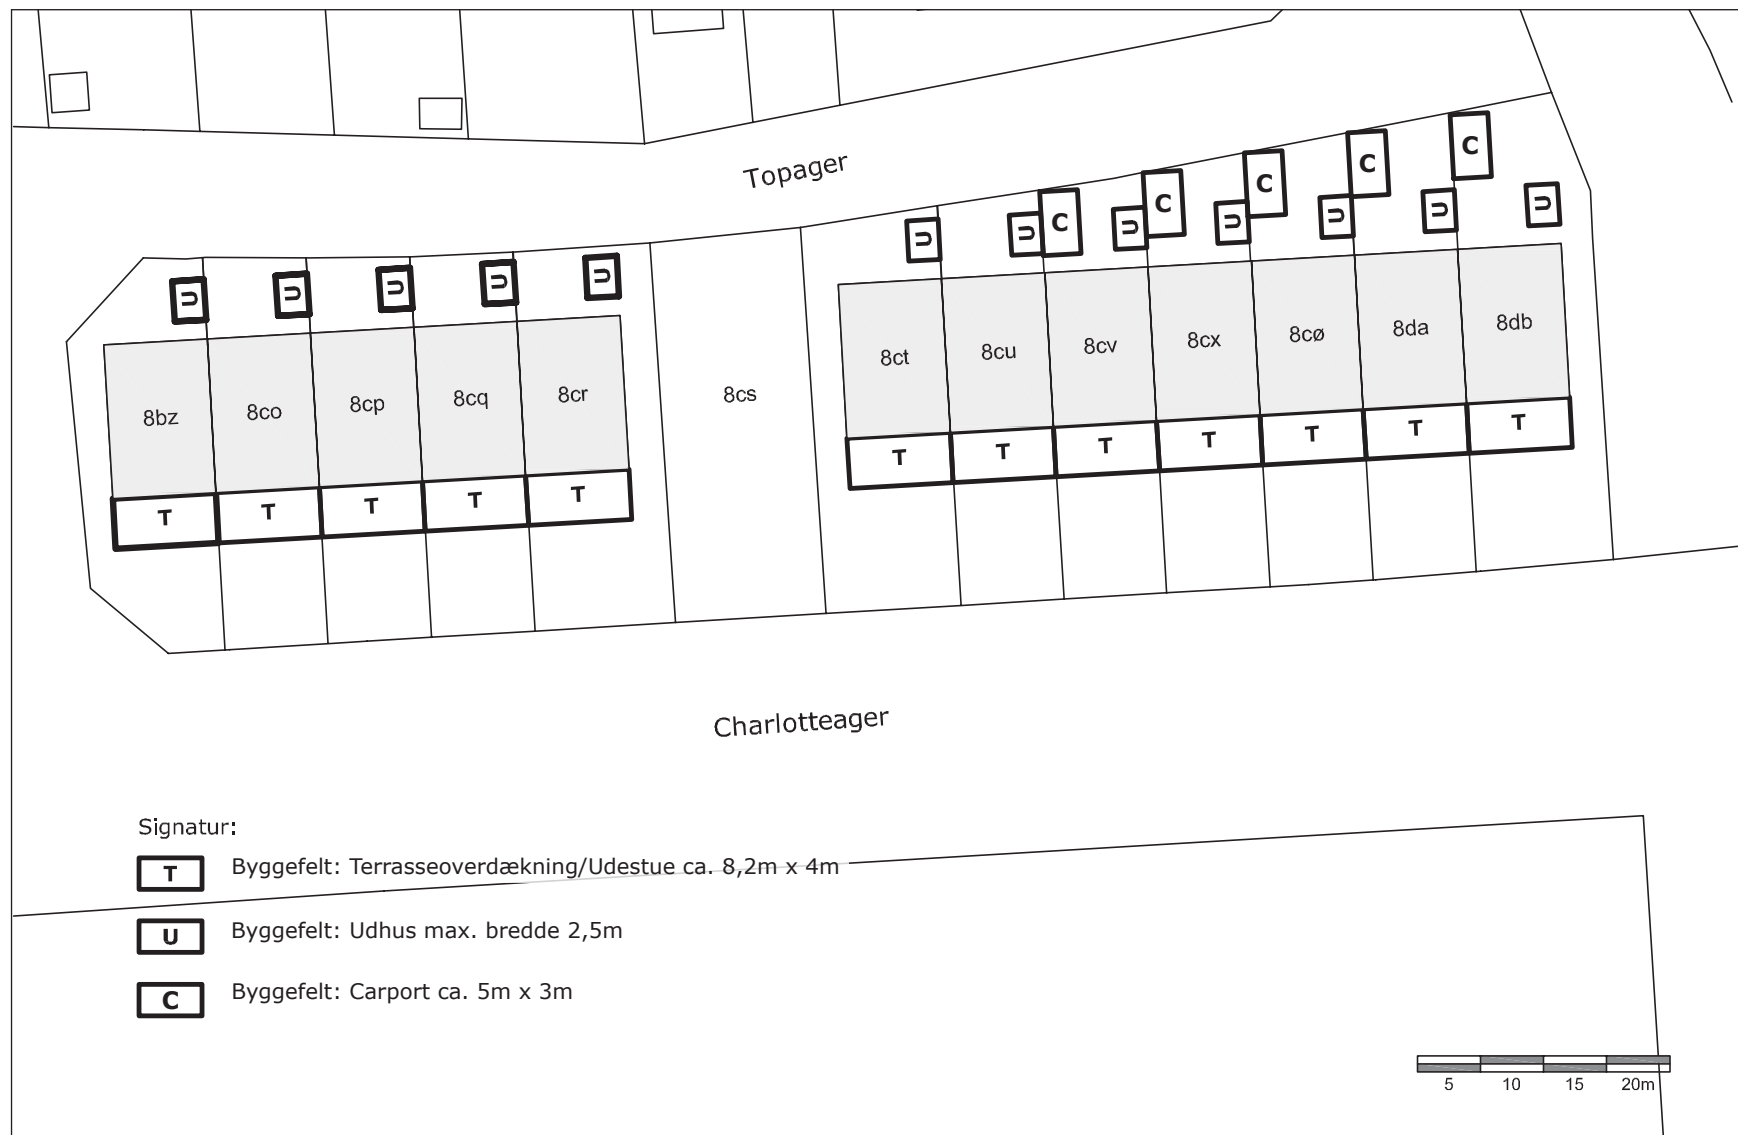 Topager
C
C
C
C
C
U
U
U
U
U
U
U
U
U
U
U
U
8ct
8cu
8cv
8cx
8cø
8da
8db
8bz
8co
8cp
8cq
8cr
8cs
T
T
T
T
T
T
T
T
T
T
T
T
Charlotteager
Signatur:
T Byggefelt: Terrasseoverdækning/Udestue ca. 8,2m x 4m
U Byggefelt: Udhus max. bredde 2,5m
C Byggefelt: Carport ca. 5m x 3m
5 10 15 20m